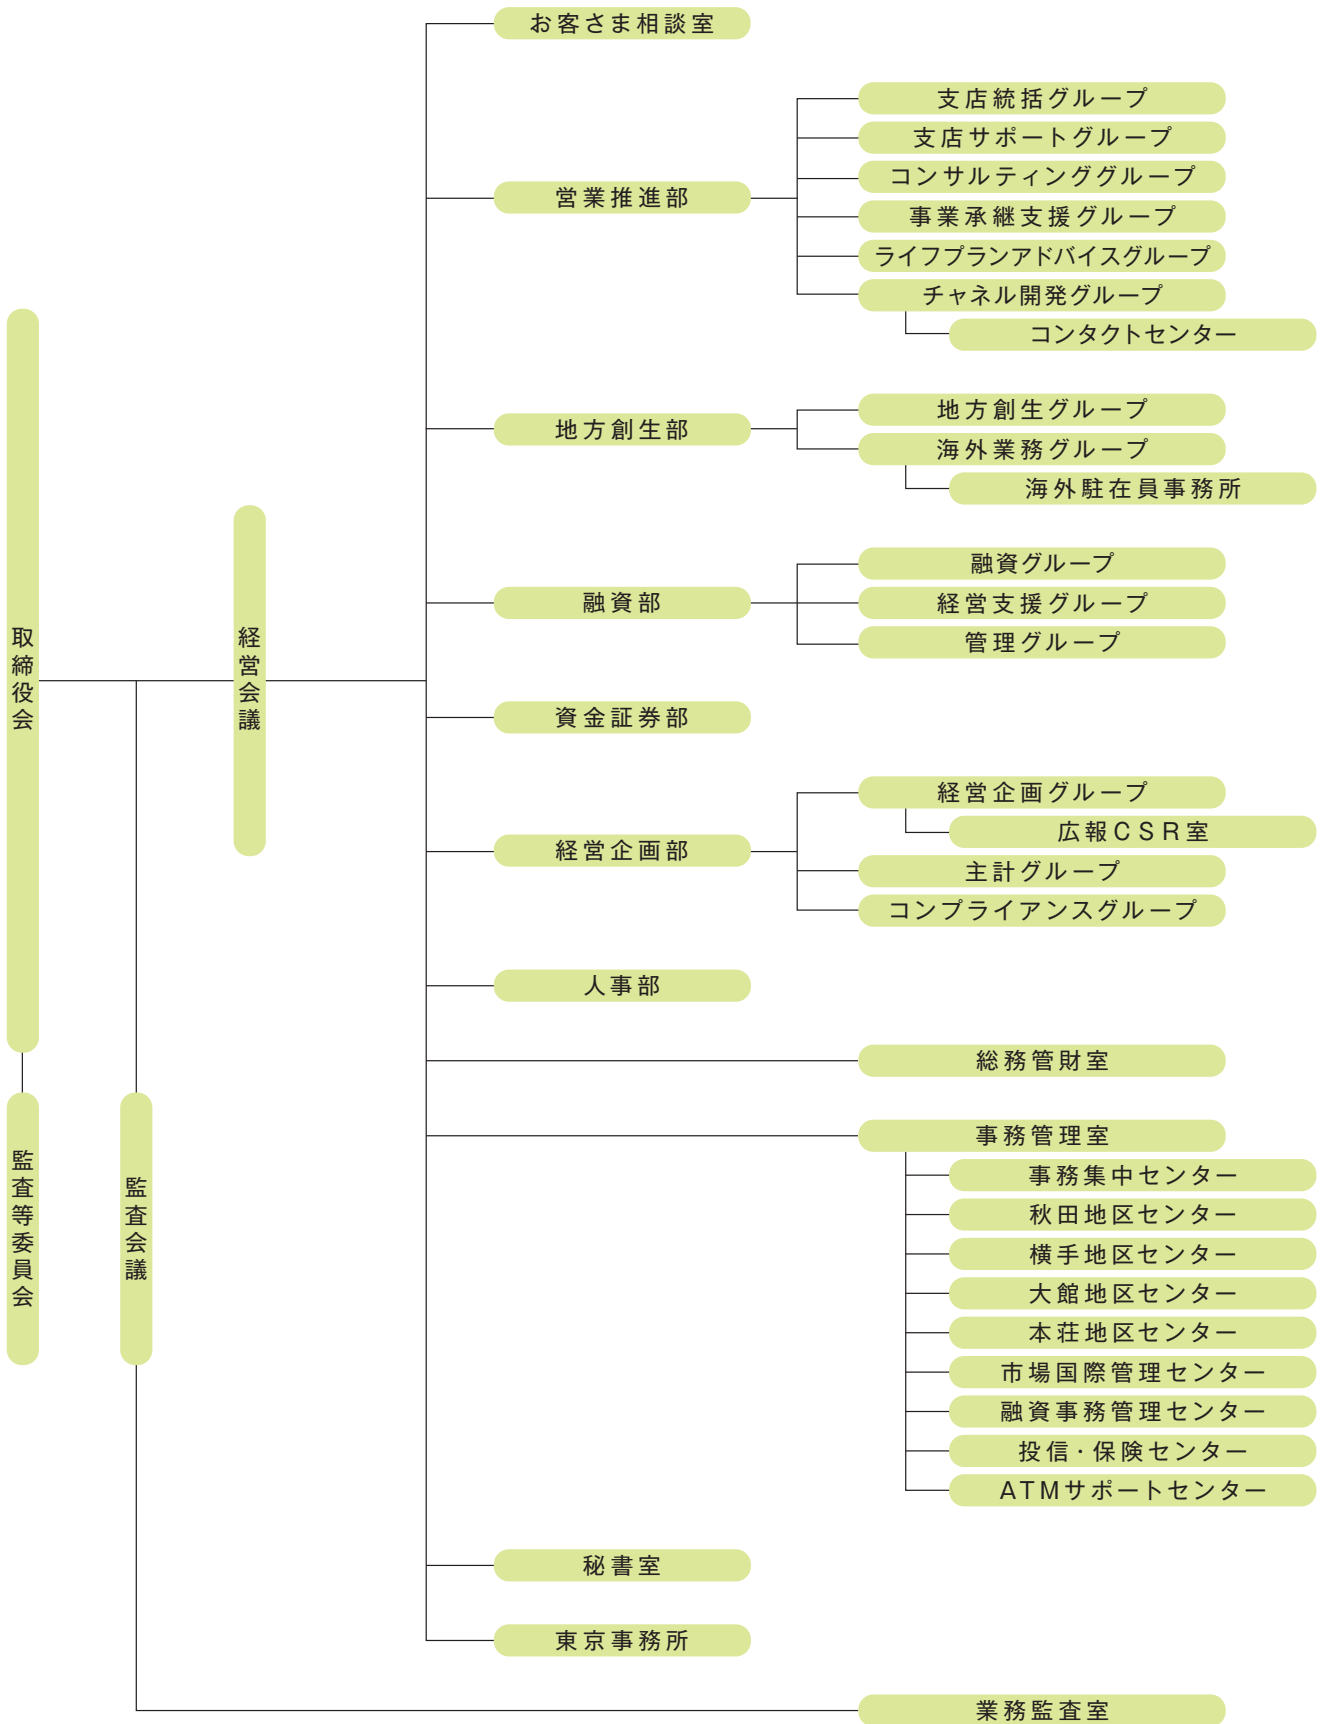 取締役会
監査等委員会
監査会議
経営会議
お客さま相談室
営業推進部
支店統括グループ
支店サポートグループ
コンサルティンググループ
事業承継支援グループ
ライフプランアドバイスグループ
チャネル開発グループ
コンタクトセンター
地方創生部
地方創生グループ
海外業務グループ
海外駐在員事務所
融資部
融資グループ
経営支援グループ
管理グループ
資金証券部
経営企画部
経営企画グループ
広報CSR室
主計グループ
コンプライアンスグループ
人事部
総務管財室
事務管理室
事務集中センター
秋田地区センター
横手地区センター
大館地区センター
本荘地区センター
市場国際管理センター
融資事務管理センター
投信・保険センター
ATMサポートセンター
秘書室
東京事務所
業務監査室